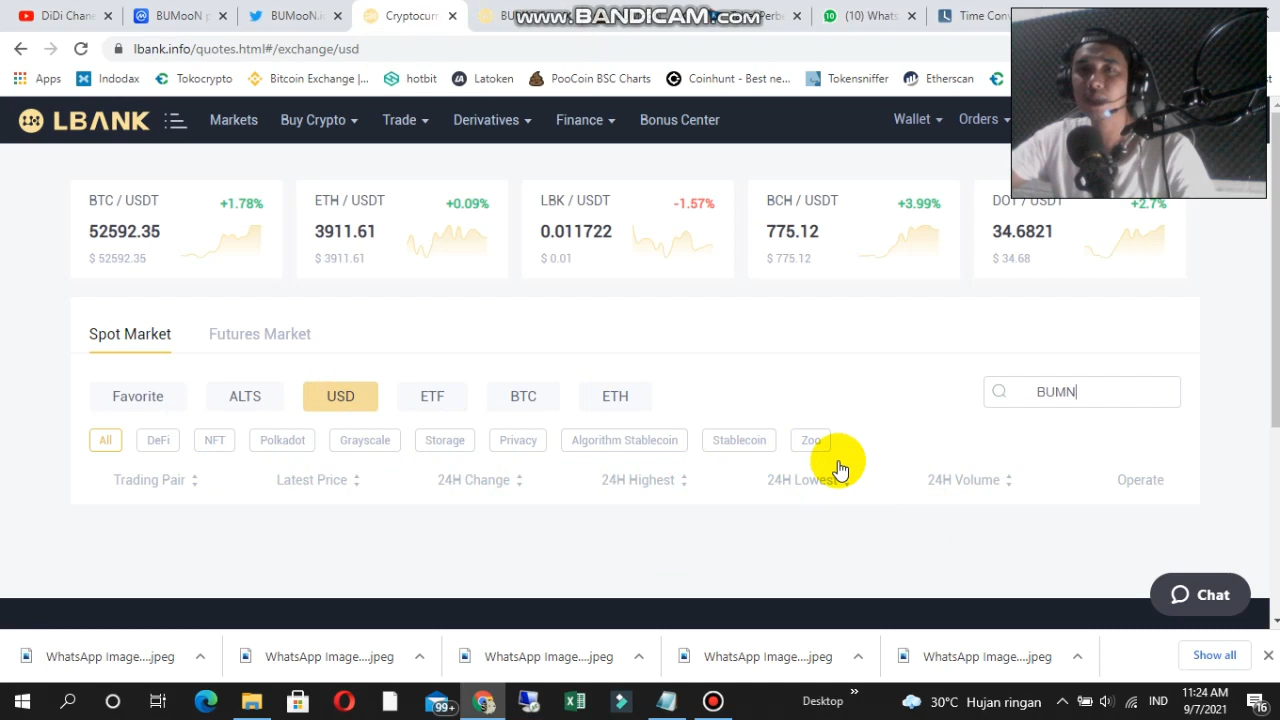 DiDi Chane
BUMooN p
BUMooN.in
Cryptocurr
BU
www.BANDICAM.com
Perbe
(10) Whats
Time Conv
lbank.info/quotes.html#/exchange/usd
Apps
Indodax
Tokocrypto
Bitcoin Exchange |...
hotbit
Latoken
PooCoin BSC Charts
Coinhunt - Best ne...
Tokensniffer
Etherscan
LBANK
Markets
Buy Crypto
Trade
Derivatives
Finance
Bonus Center
Wallet
Orders
BTC / USDT
+1.78%
52592.35
$ 52592.35
ETH / USDT
+0.09%
3911.61
$ 3911.61
LBK / USDT
-1.57%
0.011722
$ 0.01
BCH / USDT
+3.99%
775.12
$ 775.12
DOT / USDT
+2.7%
34.6821
$ 34.68
Spot Market
Futures Market
Favorite
ALTS
USD
ETF
BTC
ETH
BUMN
All
DeFi
NFT
Polkadot
Grayscale
Storage
Privacy
Algorithm Stablecoin
Stablecoin
Zoo
Trading Pair
Latest Price
24H Change
24H Highest
24H Lowest
24H Volume
Operate
Chat
WhatsApp Image....jpeg
WhatsApp Image....jpeg
WhatsApp Image....jpeg
WhatsApp Image....jpeg
WhatsApp Image....jpeg
Show all
99+
Desktop
30°C Hujan ringan
IND
11:24 AM
9/7/2021
16